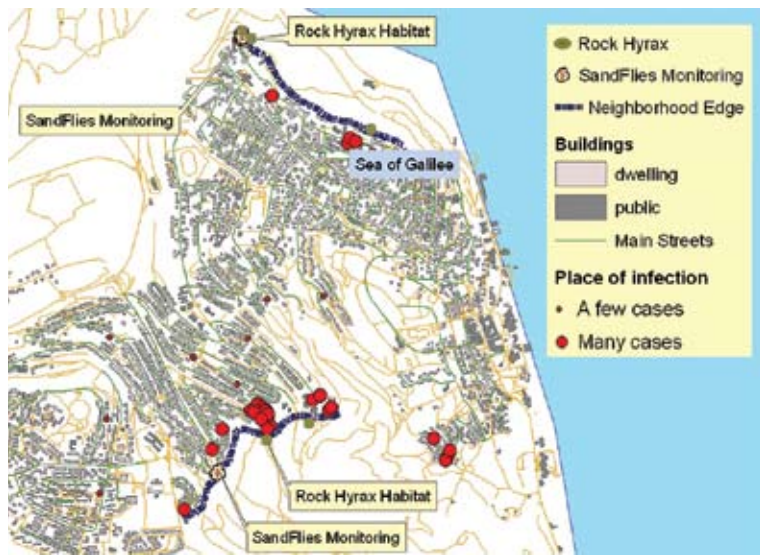 Rock Hyrax Habitat
SandFlies Monitoring
Sea of Galilee
Rock Hyrax Habitat
SandFlies Monitoring
Rock Hyrax
SandFlies Monitoring
Neighborhood Edge
Buildings
dwelling
public
Main Streets
Place of infection
A few cases
Many cases